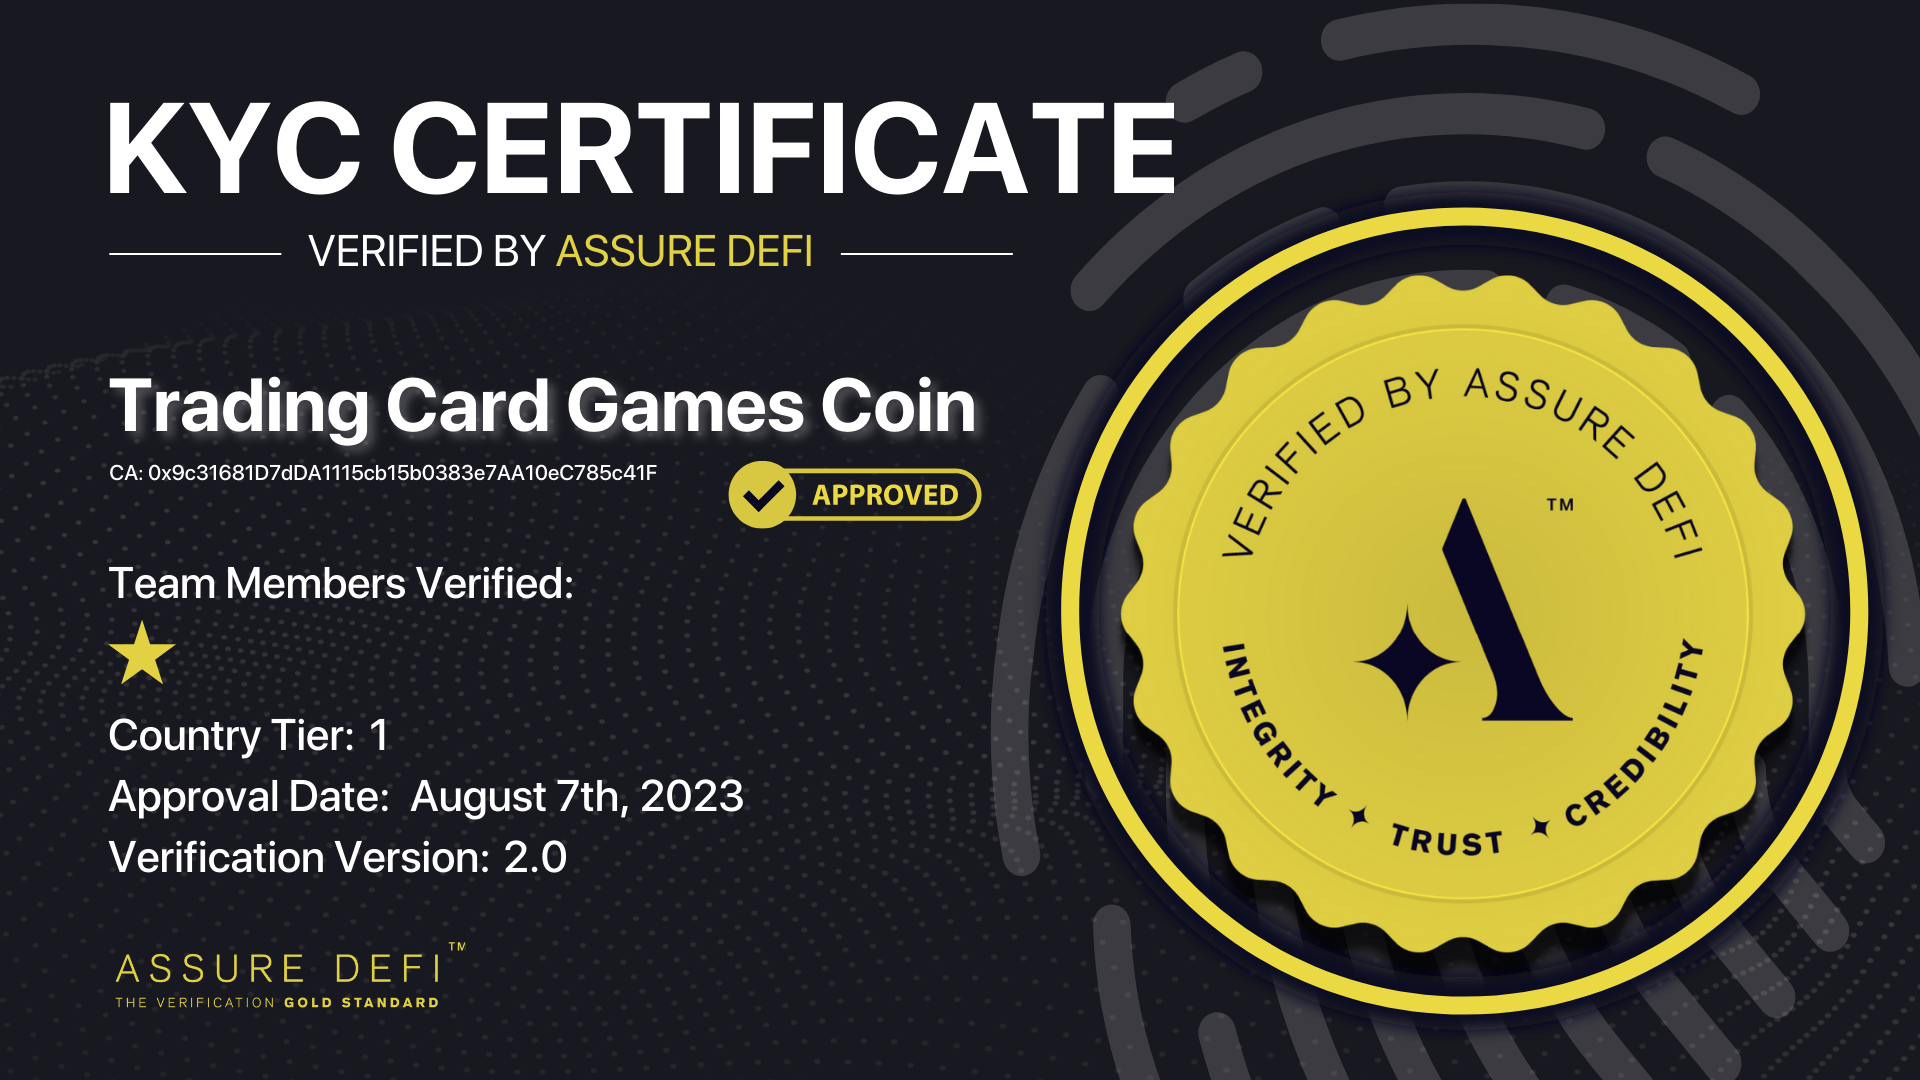 KYC CERTIFICATE
VERIFIED BY ASSURE DEFI
Trading Card Games Coin
CA: 0x9c31681D7dDA1115cb15b0383e7AA10eC785c41F
APPROVED
Team Members Verified:
Country Tier: 1
Approval Date: August 7th, 2023
Verification Version: 2.0
ASSURE DEFI™
THE VERIFICATION GOLD STANDARD
VERIFIED BY ASSURE DEFI
™
INTEGRITY ✦ TRUST ✦ CREDIBILITY